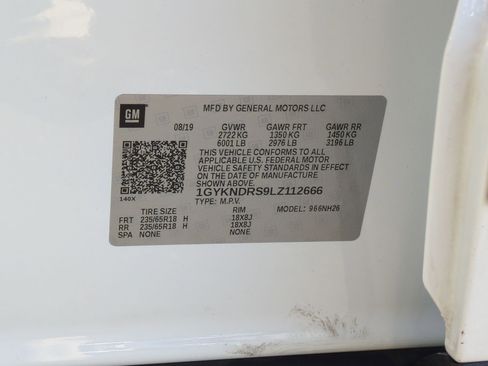 GM
MFD BY GENERAL MOTORS LLC
08/19 GVWR GAWR FRT GAWR RR
2722 KG 1350 KG 1450 KG
6001 LB 2976 LB 3196 LB
THIS VEHICLE CONFORMS TO ALL
APPLICABLE U.S. FEDERAL MOTOR
VEHICLE SAFETY STANDARDS IN EFFECT
ON THE DATE OF MANUFACTURE
SHOWN ABOVE.
1GYKNDRS9LZ112666
TYPE: M.P.V. MODEL: 966NH26
140X
TIRE SIZE RIM
FRT 235/65R18 H 18X8J
RR 235/65R18 H 18X8J
SPA NONE NONE